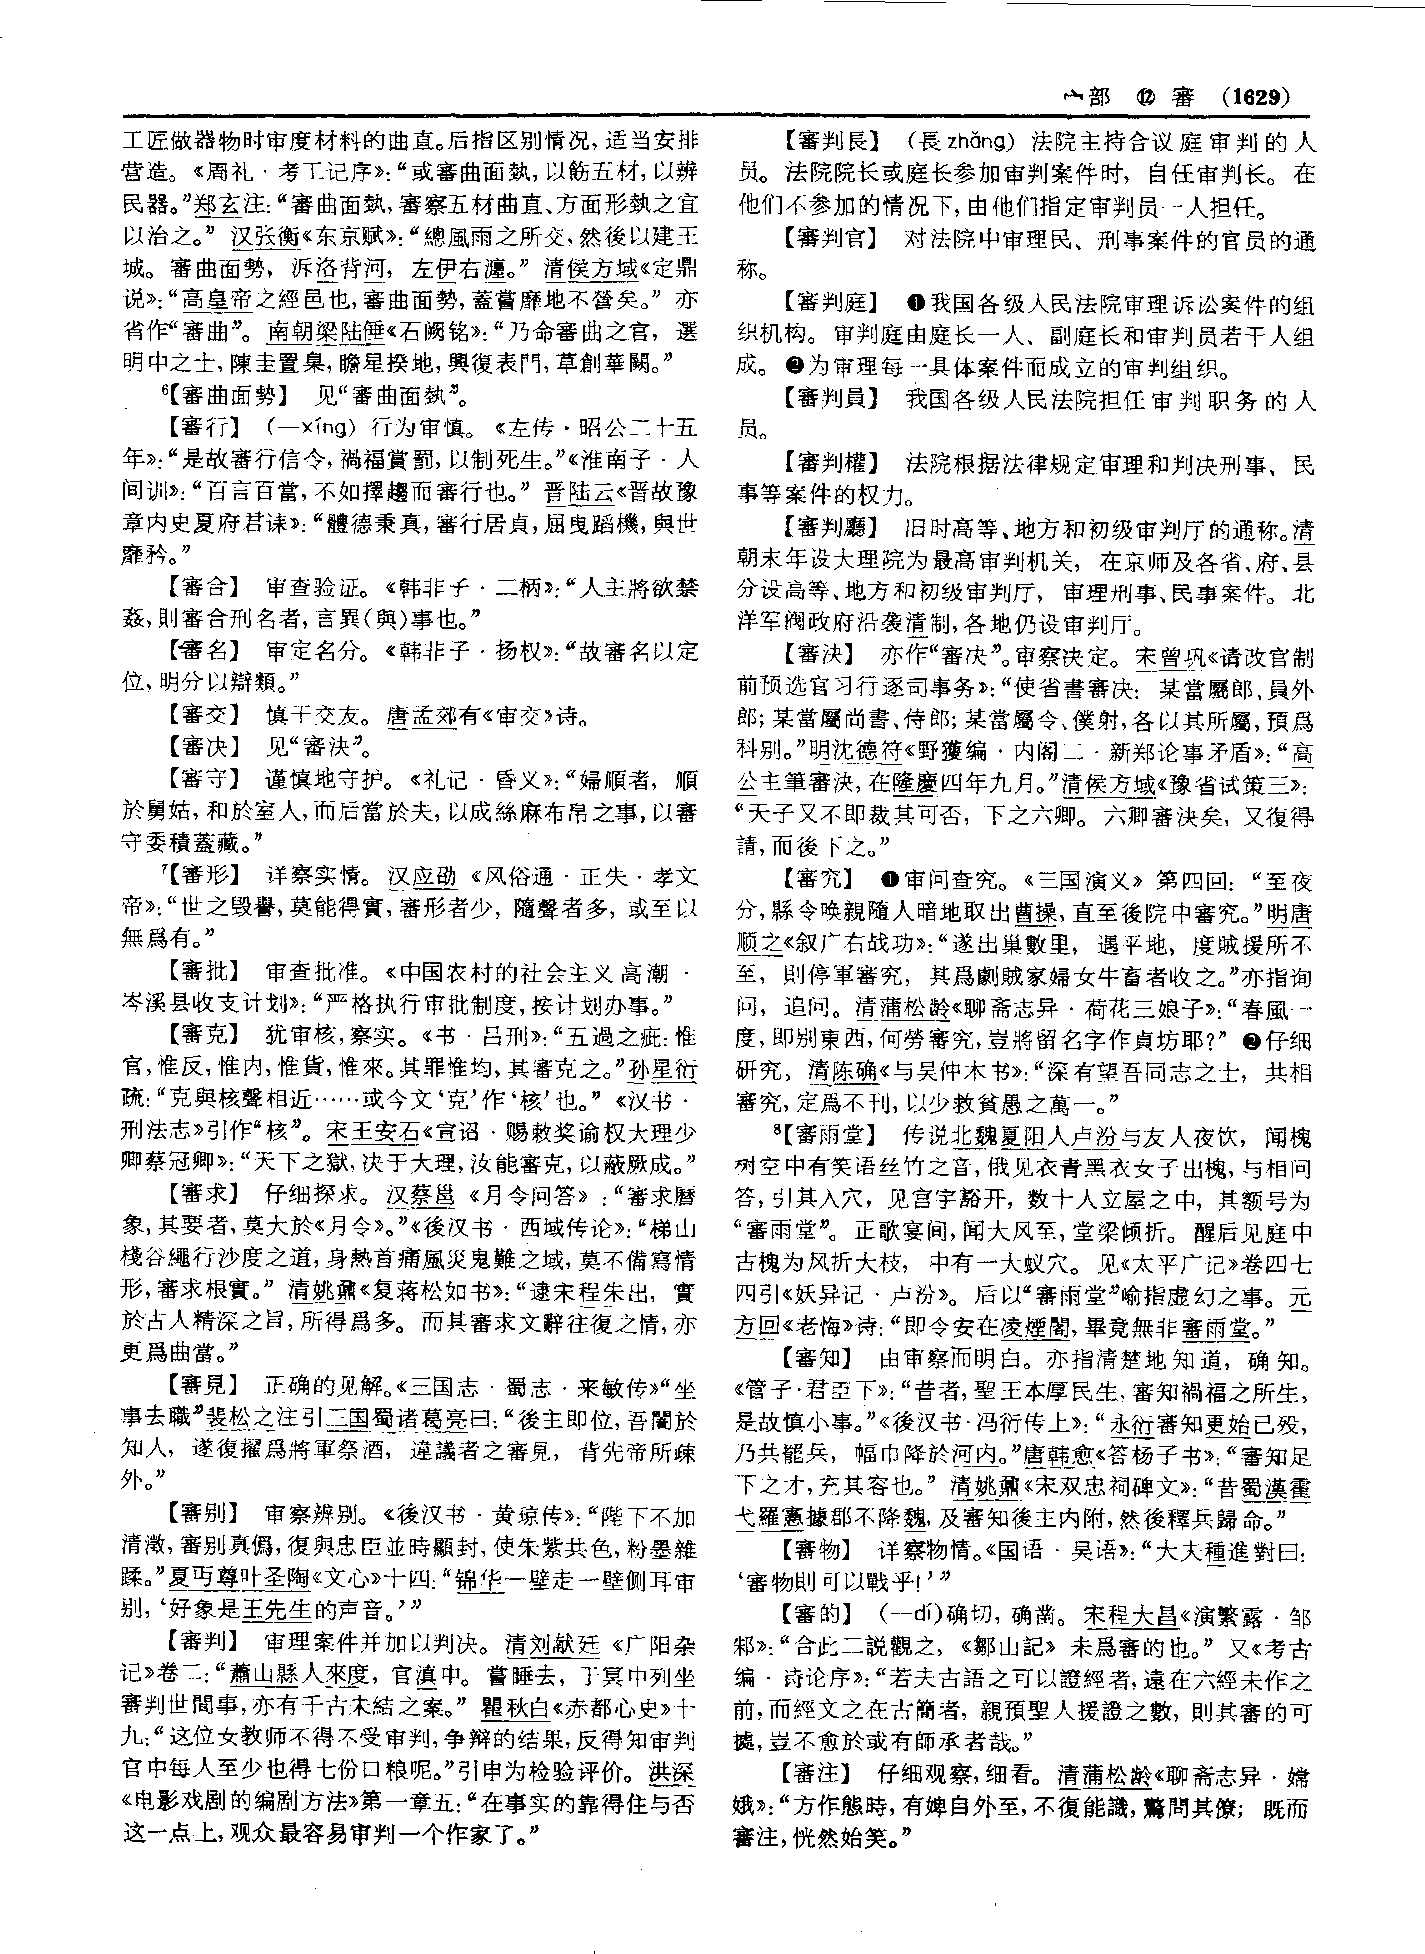 宀部 ⑫ 審 (1629)
工匠做器物时审度材料的曲直。后指区别情况,适当安排
营造。《周礼·考工记序》:“或審曲面埶,以飭五材,以辨
民器。”郑玄注:“審曲面埶,審察五材曲直、方面形埶之宜
以治之。” 汉张衡《东京赋》:“總風雨之所交,然後以建王
城。審曲面勢,泝洛背河,左伊右瀍。” 清侯方域《定鼎
说》:“高皇帝之經邑也,審曲面勢,蓋嘗靡地不營矣。” 亦
省作“審曲”。南朝梁陆倕《石阙铭》:“乃命審曲之官,選
明中之士,陳圭置臬,瞻星揆地,興復表門,草創華闕。”
⁶【審曲面勢】 见“審曲面埶”。
【審行】 (—xíng) 行为审慎。《左传·昭公二十五
年》:“是故審行信令,禍福賞罰,以制死生。”《淮南子·人
间训》:“百言百當,不如擇趨而審行也。” 晋陆云《晋故豫
章内史夏府君诔》:“體德秉真,審行居貞,屈曳蹈機,與世
靡矜。”
【審合】 审查验证。《韩非子·二柄》:“人主將欲禁
姦,則審合刑名者,言異(與)事也。”
【審名】 审定名分。《韩非子·扬权》:“故審名以定
位,明分以辯類。”
【審交】 慎于交友。唐孟郊有《审交》诗。
【審决】 见“審決”。
【審守】 谨慎地守护。《礼记·昏义》:“婦順者,順
於舅姑,和於室人,而后當於夫,以成絲麻布帛之事,以審
守委積蓋藏。”
⁷【審形】 详察实情。汉应劭《风俗通·正失·孝文
帝》:“世之毀譽,莫能得實,審形者少,隨聲者多,或至以
無爲有。”
【審批】 审查批准。《中国农村的社会主义高潮·
岑溪县收支计划》:“严格执行审批制度,按计划办事。”
【審克】 犹审核,察实。《书·吕刑》:“五過之疵:惟
官,惟反,惟内,惟貨,惟來。其罪惟均,其審克之。”孙星衍
疏:“克與核聲相近……或今文‘克’作‘核’也。”《汉书·
刑法志》引作“核”。宋王安石《宣诏·赐敕奖谕权大理少
卿蔡冠卿》:“天下之獄,决于大理,汝能審克,以蔽厥成。”
【審求】 仔细探求。汉蔡邕《月令问答》:“審求曆
象,其要者,莫大於《月令》。”《後汉书·西域传论》:“梯山
棧谷繩行沙度之道,身熱首痛風災鬼難之域,莫不備寫情
形,審求根實。” 清姚鼐《复蒋松如书》:“逮宋程朱出,實
於古人精深之旨,所得爲多。而其審求文辭往復之情,亦
更爲曲當。”
【審見】 正确的见解。《三国志·蜀志·来敏传》“坐
事去職”裴松之注引三国蜀诸葛亮曰:“後主即位,吾闇於
知人,遂復擢爲將軍祭酒,違議者之審見,背先帝所疎
外。”
【審别】 审察辨别。《後汉书·黄琼传》:“陛下不加
清澂,審别真僞,復與忠臣並時顯封,使朱紫共色,粉墨雜
蹂。”夏丏尊叶圣陶《文心》十四:“锦华一壁走一壁侧耳审
别,‘好象是王先生的声音。’”
【審判】 审理案件并加以判决。清刘献廷《广阳杂
记》卷二:“蕭山縣人來度,官滇中。嘗睡去,于冥中列坐
審判世間事,亦有千古未結之案。” 瞿秋白《赤都心史》十
九:“这位女教师不得不受审判,争辩的结果,反得知审判
官中每人至少也得七份口粮呢。”引申为检验评价。洪深
《电影戏剧的编剧方法》第一章五:“在事实的靠得住与否
这一点上,观众最容易审判一个作家了。”
【審判長】 (長 zhǎng) 法院主持合议庭审判的人
员。法院院长或庭长参加审判案件时,自任审判长。在
他们不参加的情况下,由他们指定审判员一人担任。
【審判官】 对法院中审理民、刑事案件的官员的通
称。
【審判庭】 ❶我国各级人民法院审理诉讼案件的组
织机构。审判庭由庭长一人、副庭长和审判员若干人组
成。❷为审理每一具体案件而成立的审判组织。
【審判員】 我国各级人民法院担任审判职务的人
员。
【審判權】 法院根据法律规定审理和判决刑事、民
事等案件的权力。
【審判廳】 旧时高等、地方和初级审判厅的通称。清
朝末年设大理院为最高审判机关,在京师及各省、府、县
分设高等、地方和初级审判厅,审理刑事、民事案件。北
洋军阀政府沿袭清制,各地仍设审判厅。
【審決】 亦作“審决”。审察决定。宋曾巩《请改官制
前预选官习行逐司事务》:“使省書審决:某當屬郎、員外
郎;某當屬尚書、侍郎;某當屬令、僕射,各以其所屬,預爲
科别。”明沈德符《野獲编·内阁二·新郑论事矛盾》:“高
公主筆審決,在隆慶四年九月。”清侯方域《豫省试策三》:
“天子又不即裁其可否,下之六卿。六卿審決矣,又復得
請,而後下之。”
【審究】 ❶审问查究。《三国演义》第四回:“至夜
分,縣令唤親隨人暗地取出曹操,直至後院中審究。”明唐
顺之《叙广右战功》:“遂出巢數里,遇平地,度賊援所不
至,則停軍審究,其爲劇賊家婦女牛畜者收之。”亦指询
问,追问。清蒲松龄《聊斋志异·荷花三娘子》:“春風一
度,即别東西,何勞審究,豈將留名字作貞坊耶?” ❷仔细
研究,清陈确《与吴仲木书》:“深有望吾同志之士,共相
審究,定爲不刊,以少救貧愚之萬一。”
⁸【審雨堂】 传说北魏夏阳人卢汾与友人夜饮,闻槐
树空中有笑语丝竹之音,俄见衣青黑衣女子出槐,与相问
答,引其入穴,见宫宇豁开,数十人立屋之中,其额号为
“審雨堂”。正歌宴间,闻大风至,堂梁倾折。醒后见庭中
古槐为风折大枝,中有一大蚁穴。见《太平广记》卷四七
四引《妖异记·卢汾》。后以“審雨堂”喻指虚幻之事。元
方回《老悔》诗:“即令安在凌煙閣,畢竟無非審雨堂。”
【審知】 由审察而明白。亦指清楚地知道,确知。
《管子·君臣下》:“昔者,聖王本厚民生,審知禍福之所生,
是故慎小事。”《後汉书·冯衍传上》:“永衍審知更始已殁,
乃共罷兵,幅巾降於河内。”唐韩愈《答杨子书》:“審知足
下之才,充其容也。” 清姚鼐《宋双忠祠碑文》:“昔蜀漢霍
弋羅憲據郡不降魏,及審知後主内附,然後釋兵歸命。”
【審物】 详察物情。《国语·吴语》:“大夫種進對曰:
‘審物則可以戰乎!’”
【審的】 (—dí)确切,确凿。宋程大昌《演繁露·邹
邾》:“合此二說觀之,《鄒山記》未爲審的也。” 又《考古
编·诗论序》:“若夫古語之可以證經者,遠在六經未作之
前,而經文之在古簡者,親預聖人援證之數,則其審的可
據,豈不愈於或有師承者哉。”
【審注】 仔细观察,细看。清蒲松龄《聊斋志异·嫦
娥》:“方作態時,有婢自外至,不復能識,驚問其僚;既而
審注,恍然始笑。”